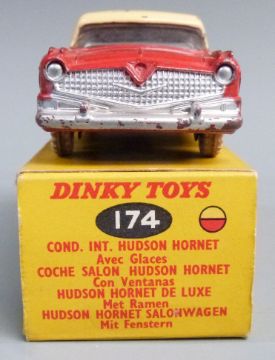 DINKY TOYS
174
COND. INT. HUDSON HORNET
Avec Glaces
COCHE SALON HUDSON HORNET
Con Ventanas
HUDSON HORNET DE LUXE
Met Ramen
HUDSON HORNET SALONWAGEN
Mit Fenstern